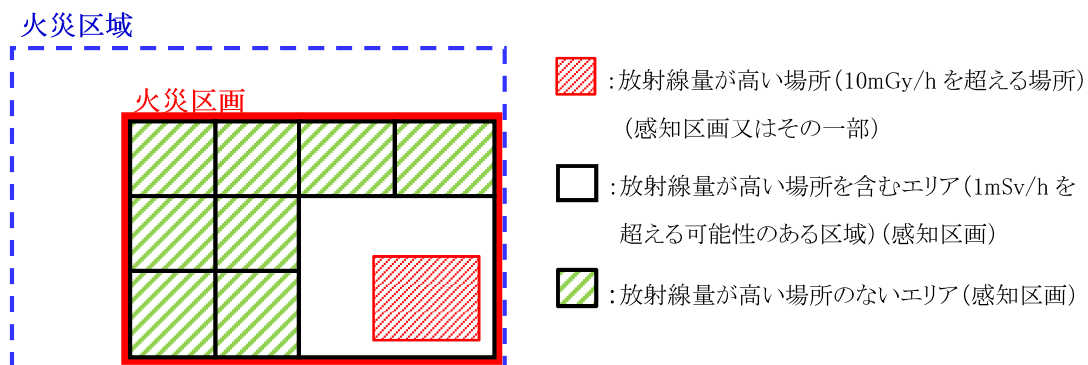 火災区域
火災区画
：放射線量が高い場所（10mGy/h を超える場所）
（感知区画又はその一部）
：放射線量が高い場所を含むエリア（1mSv/h を
超える可能性のある区域）（感知区画）
：放射線量が高い場所のないエリア（感知区画）